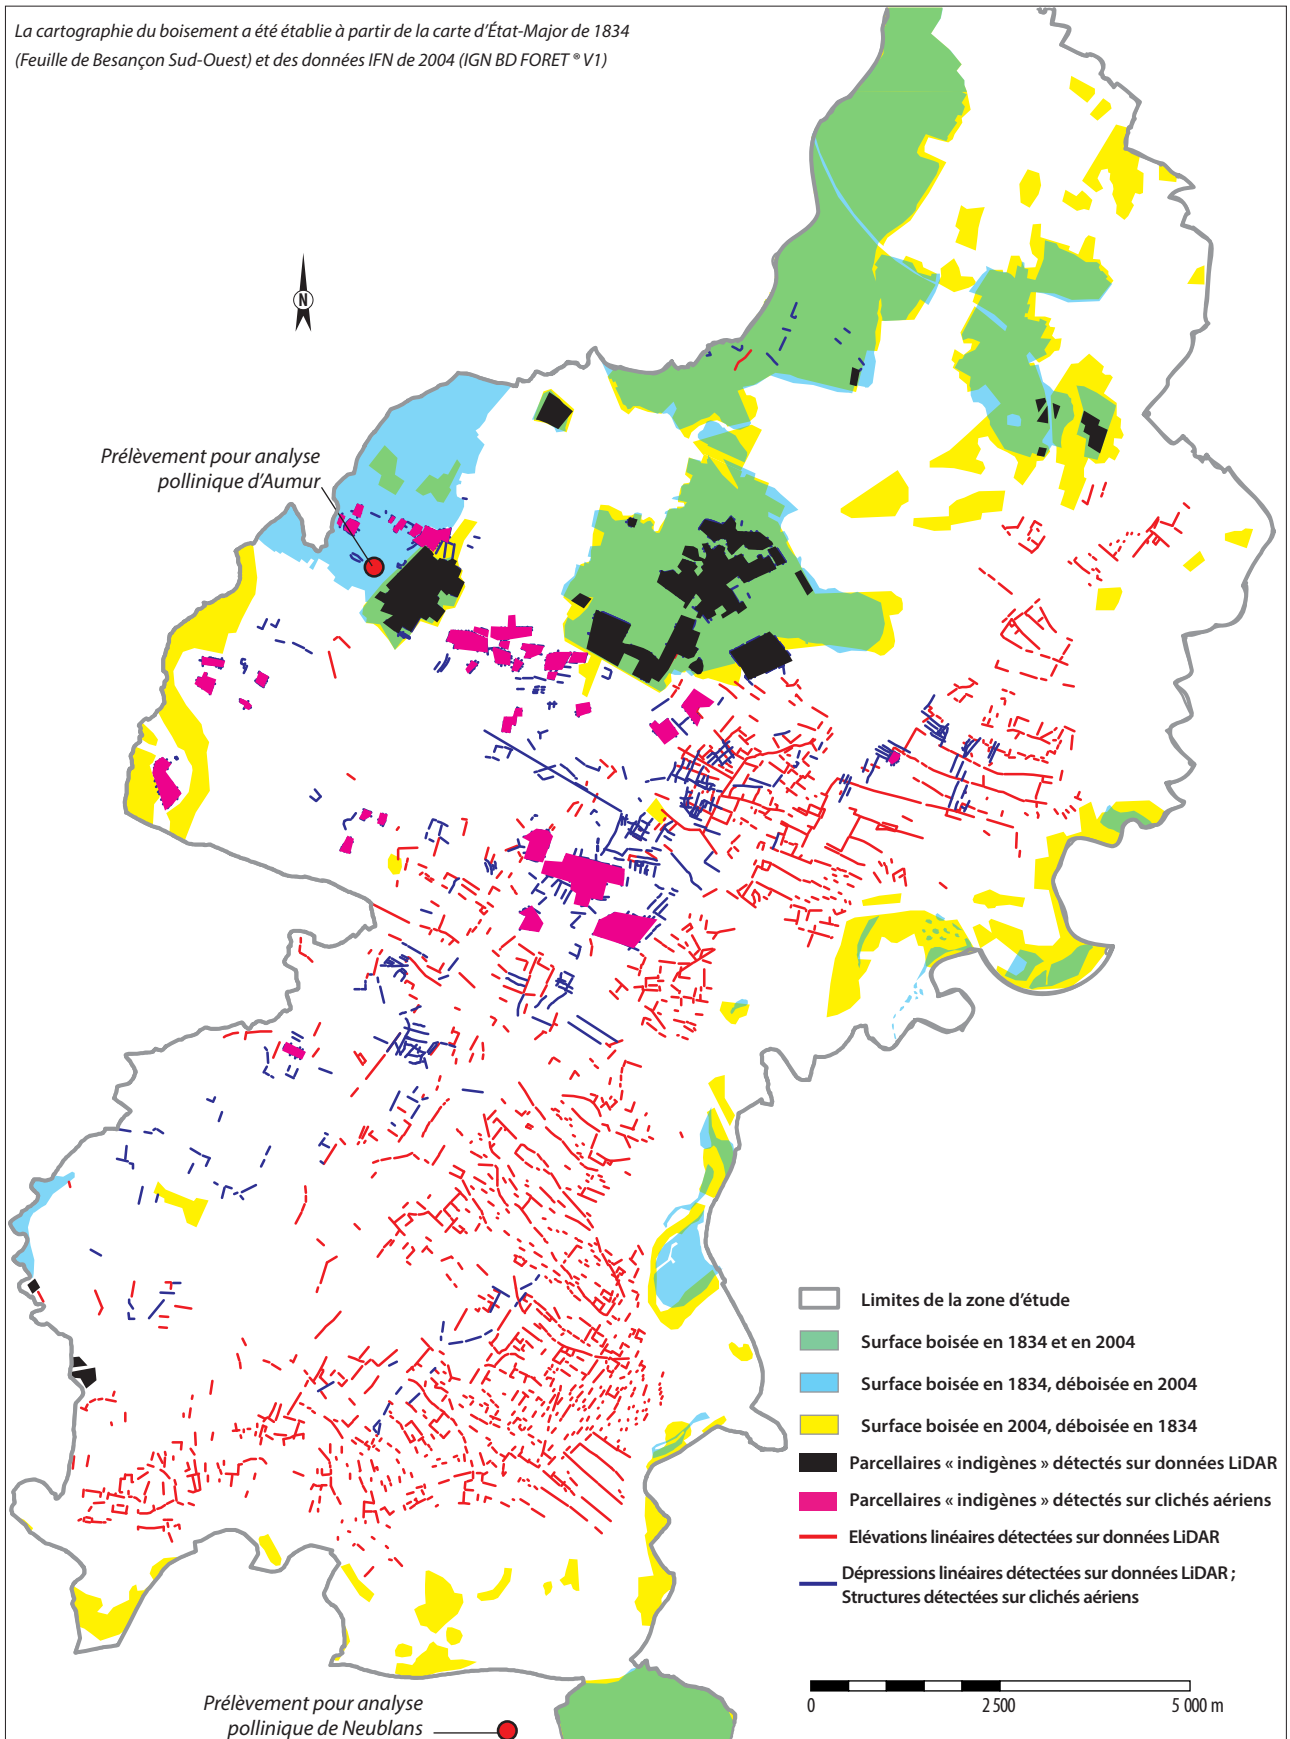 La cartographie du boisement a été établie à partir de la carte d'État-Major de 1834
(Feuille de Besançon Sud-Ouest) et des données IFN de 2004 (IGN BD FORET ® V1)
N
Prélèvement pour analyse
pollinique d'Aumur
Limites de la zone d'étude
Surface boisée en 1834 et en 2004
Surface boisée en 1834, déboisée en 2004
Surface boisée en 2004, déboisée en 1834
Parcellaires « indigènes » détectés sur données LiDAR
Parcellaires « indigènes » détectés sur clichés aériens
Elévations linéaires détectées sur données LiDAR
Dépressions linéaires détectées sur données LiDAR ;
Structures détectées sur clichés aériens
0 2 500 5 000 m
Prélèvement pour analyse
pollinique de Neublans